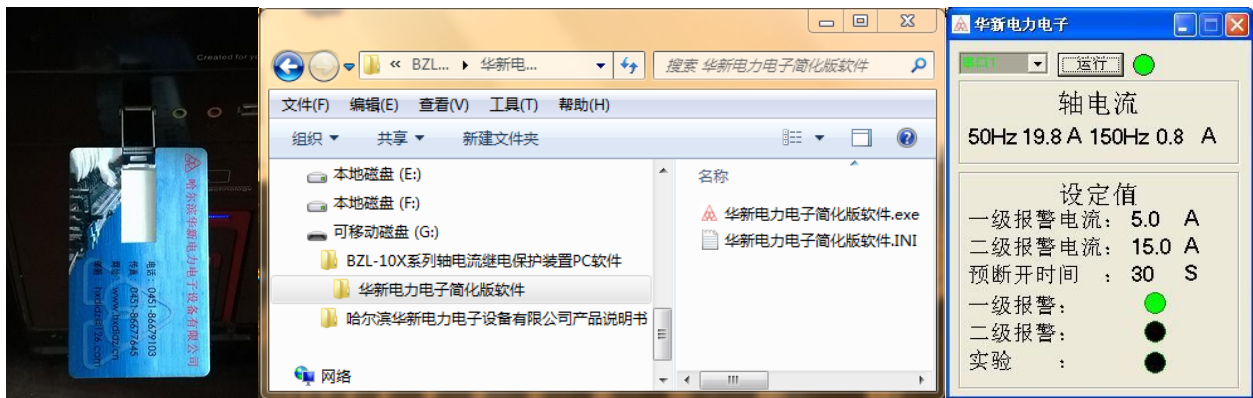 Created for yo
哈尔滨华新电力电子设备有限公司
电话：0451-86679103
传真：0451-86677645
网址：www.hxdldz.cn
« BZL... ▸ 华新电...
搜索 华新电力电子简化版软件
文件(F) 编辑(E) 查看(V) 工具(T) 帮助(H)
组织 共享 新建文件夹
本地磁盘 (E:)
本地磁盘 (F:)
可移动磁盘 (G:)
BZL-10X系列轴电流继电保护装置PC软件
华新电力电子简化版软件
哈尔滨华新电力电子设备有限公司产品说明书
网络
名称
华新电力电子简化版软件.exe
华新电力电子简化版软件.INI
华新电力电子
串口1 运行
轴电流
50Hz 19.8 A 150Hz 0.8 A
设定值
一级报警电流: 5.0 A
二级报警电流: 15.0 A
预断开时间 : 30 S
一级报警:
二级报警:
实验 :